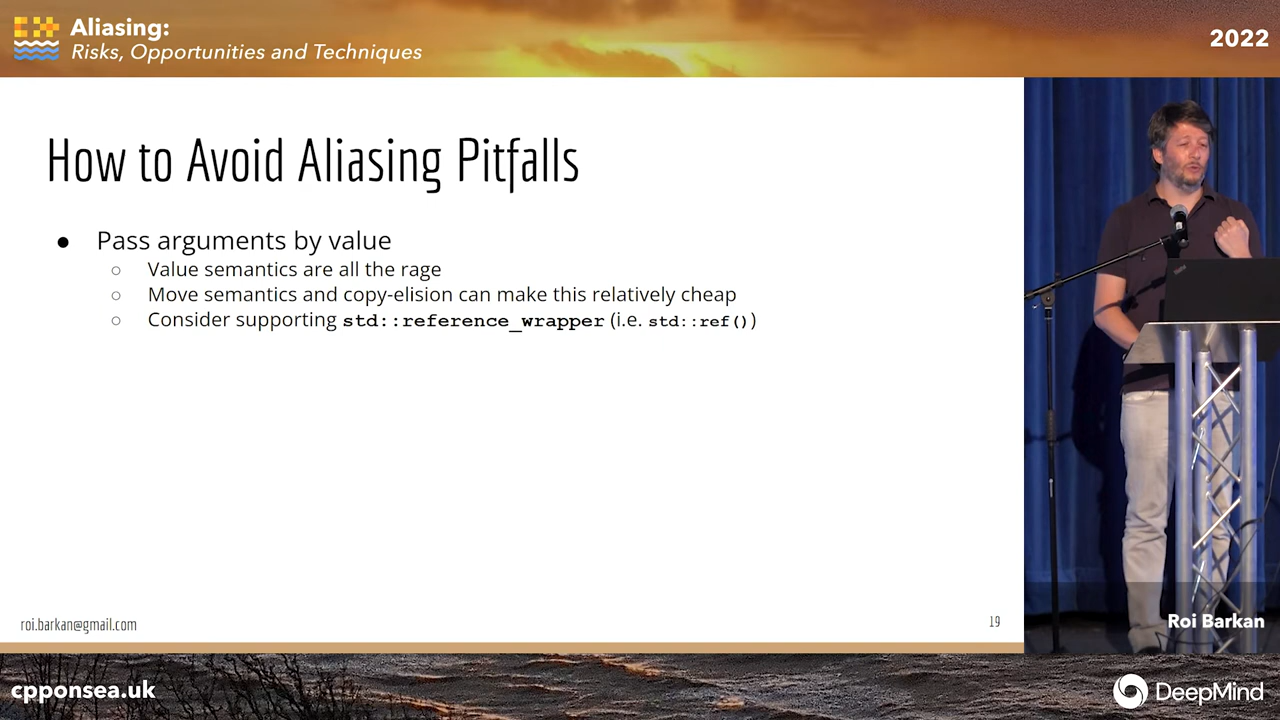 Aliasing:
Risks, Opportunities and Techniques
2022
How to Avoid Aliasing Pitfalls
● Pass arguments by value
○ Value semantics are all the rage
○ Move semantics and copy-elision can make this relatively cheap
○ Consider supporting std::reference_wrapper (i.e. std::ref())
roi.barkan@gmail.com
19
Roi Barkan
cpponsea.uk
DeepMind